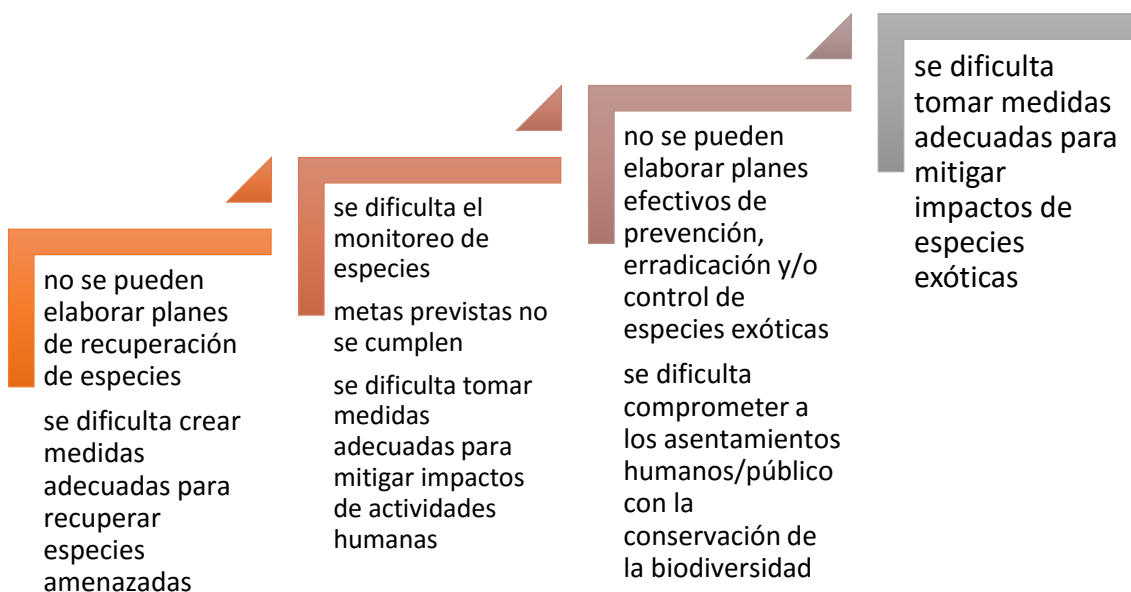 no se pueden
elaborar planes
de recuperación
de especies
se dificulta crear
medidas
adecuadas para
recuperar
especies
amenazadas
se dificulta el
monitoreo de
especies
metas previstas no
se cumplen
se dificulta tomar
medidas
adecuadas para
mitigar impactos
de actividades
humanas
no se pueden
elaborar planes
efectivos de
prevención,
erradicación y/o
control de
especies exóticas
se dificulta
comprometer a
los asentamientos
humanos/público
con la
conservación de
la biodiversidad
se dificulta
tomar medidas
adecuadas para
mitigar
impactos de
especies
exóticas